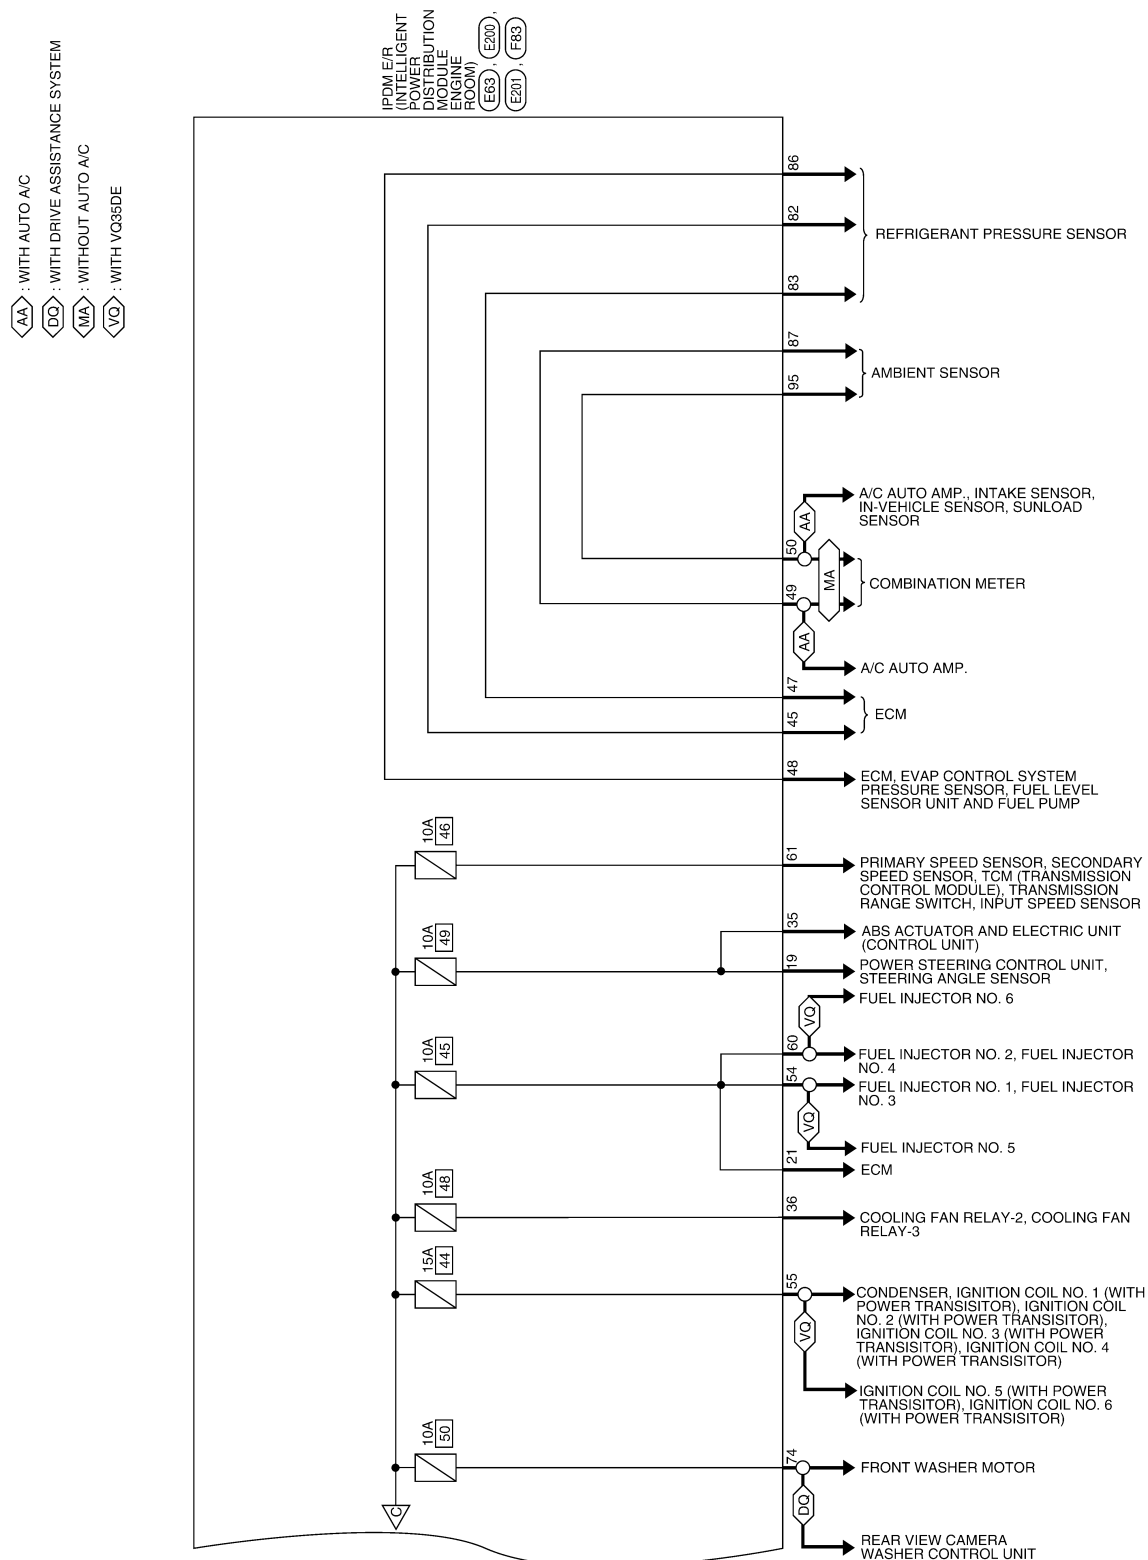 AA : WITH AUTO A/C
DQ : WITH DRIVE ASSISTANCE SYSTEM
MA : WITHOUT AUTO A/C
VQ : WITH VQ35DE
IPDM E/R
(INTELLIGENT
POWER
DISTRIBUTION
MODULE
ENGINE
ROOM)
E63 , E200 ,
E201 , F83
86
82
REFRIGERANT PRESSURE SENSOR
83
87
AMBIENT SENSOR
95
A/C AUTO AMP., INTAKE SENSOR,
IN-VEHICLE SENSOR, SUNLOAD
SENSOR
AA
50
MA
COMBINATION METER
49
AA
A/C AUTO AMP.
47
ECM
45
48
ECM, EVAP CONTROL SYSTEM
PRESSURE SENSOR, FUEL LEVEL
SENSOR UNIT AND FUEL PUMP
10A
46
61
PRIMARY SPEED SENSOR, SECONDARY
SPEED SENSOR, TCM (TRANSMISSION
CONTROL MODULE), TRANSMISSION
RANGE SWITCH, INPUT SPEED SENSOR
10A
49
35
ABS ACTUATOR AND ELECTRIC UNIT
(CONTROL UNIT)
19
POWER STEERING CONTROL UNIT,
STEERING ANGLE SENSOR
FUEL INJECTOR NO. 6
VQ
10A
45
60
FUEL INJECTOR NO. 2, FUEL INJECTOR
NO. 4
54
FUEL INJECTOR NO. 1, FUEL INJECTOR
NO. 3
VQ
FUEL INJECTOR NO. 5
21
ECM
10A
48
36
COOLING FAN RELAY-2, COOLING FAN
RELAY-3
15A
44
55
CONDENSER, IGNITION COIL NO. 1 (WITH
POWER TRANSISITOR), IGNITION COIL
NO. 2 (WITH POWER TRANSISITOR),
IGNITION COIL NO. 3 (WITH POWER
TRANSISITOR), IGNITION COIL NO. 4
(WITH POWER TRANSISITOR)
VQ
IGNITION COIL NO. 5 (WITH POWER
TRANSISITOR), IGNITION COIL NO. 6
(WITH POWER TRANSISITOR)
10A
50
74
FRONT WASHER MOTOR
DQ
C
REAR VIEW CAMERA
WASHER CONTROL UNIT